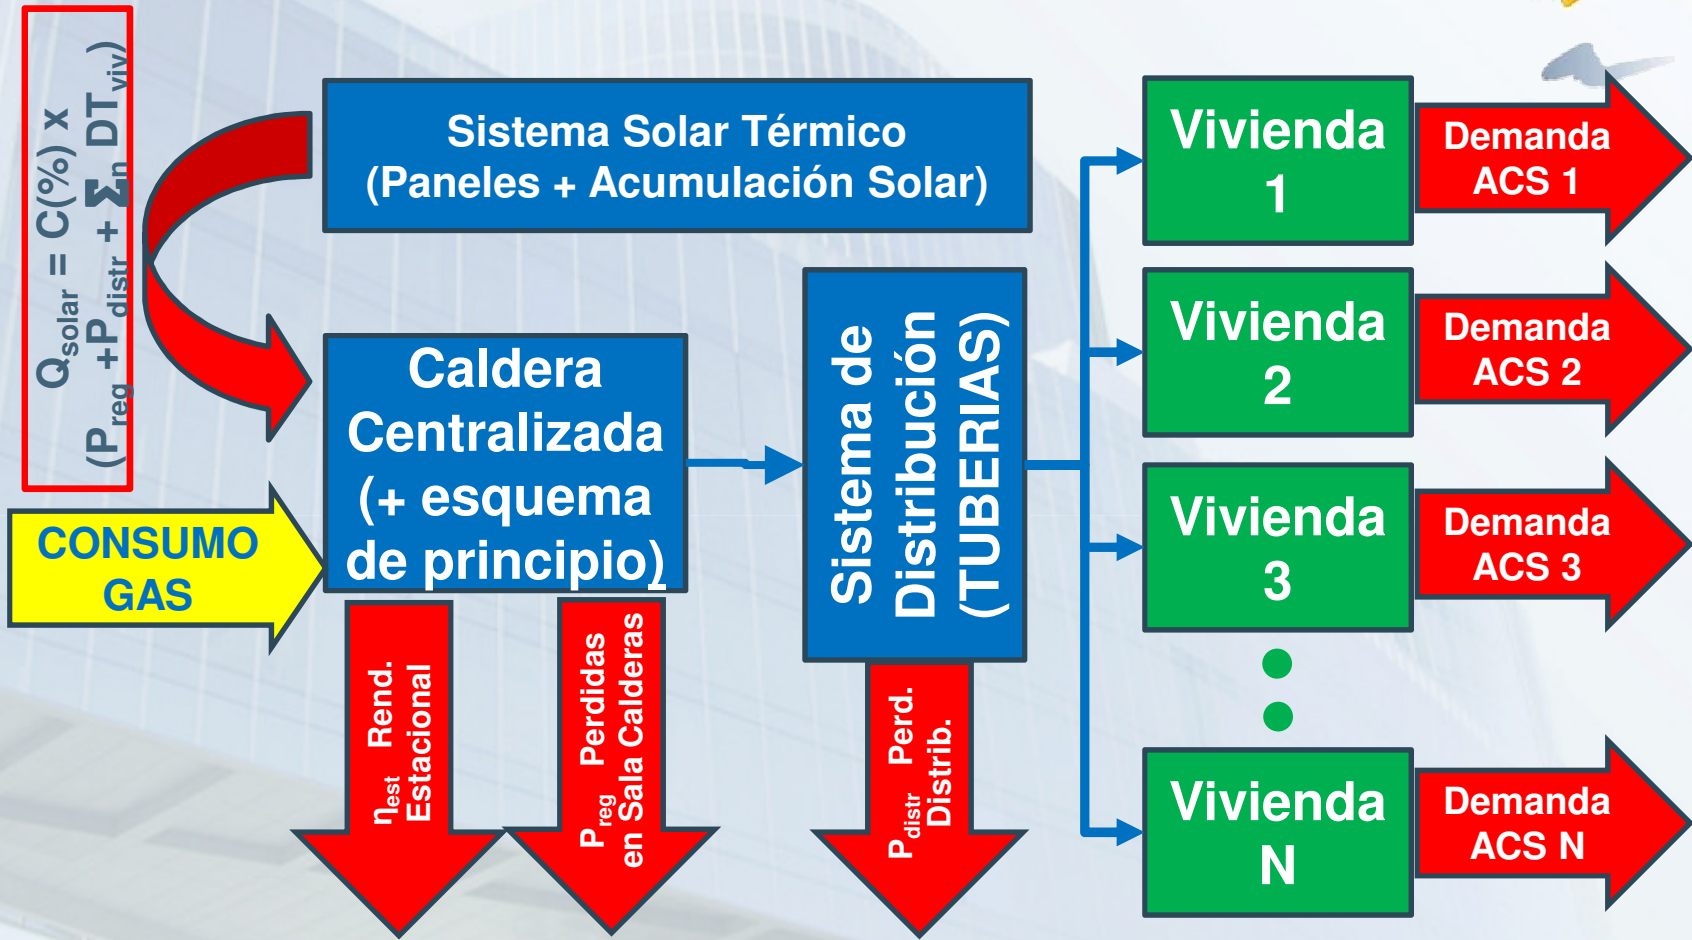 Q_solar = C(%) x
(P_reg +P_distr + Σ_n DT_viv)
Sistema Solar Térmico
(Paneles + Acumulación Solar)
CONSUMO
GAS
Caldera
Centralizada
(+ esquema
de principio)
η_est Rend.
Estacional
P_reg Perdidas
en Sala Calderas
Sistema de
Distribución
(TUBERIAS)
P_distr Perd.
Distrib.
Vivienda
1
Demanda
ACS 1
Vivienda
2
Demanda
ACS 2
Vivienda
3
Demanda
ACS 3
Vivienda
N
Demanda
ACS N